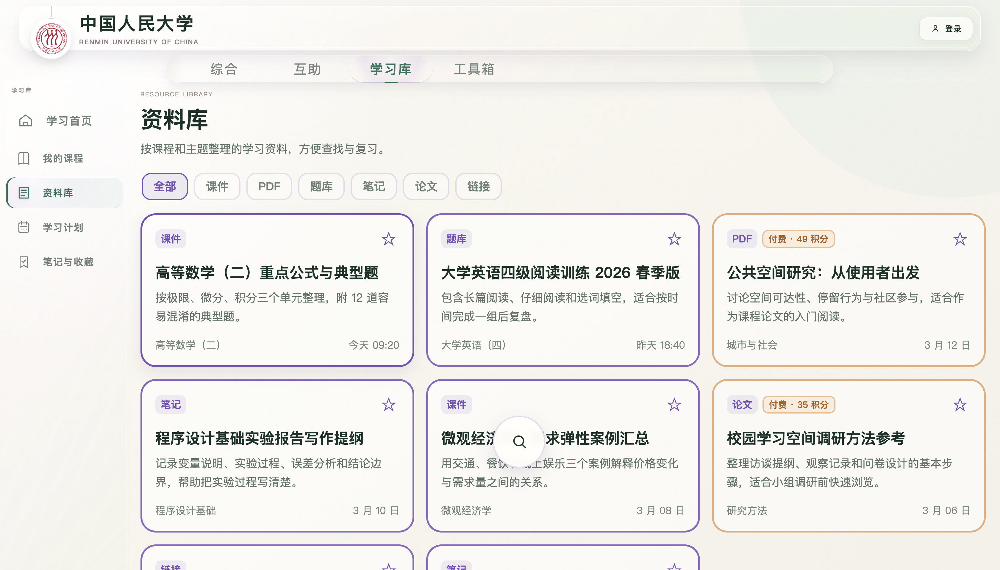 中国人民大学
RENMIN UNIVERSITY OF CHINA
RENMIN UNIVERSITY OF CHINA
1937
中国人民大学
登录
综合
互助
学习库
工具箱
学习库
学习首页
我的课程
资料库
学习计划
笔记与收藏
RESOURCE LIBRARY
资料库
按课程和主题整理的学习资料，方便查找与复习。
全部
课件
PDF
题库
笔记
论文
链接
课件
高等数学（二）重点公式与典型题
按极限、微分、积分三个单元整理，附 12 道容
易混淆的典型题。
高等数学（二）
今天 09:20
题库
大学英语四级阅读训练 2026 春季版
包含长篇阅读、仔细阅读和选词填空，适合按时
间完成一组后复盘。
大学英语（四）
昨天 18:40
PDF
付费 · 49 积分
公共空间研究：从使用者出发
讨论空间可达性、停留行为与社区参与，适合作
为课程论文的入门阅读。
城市与社会
3 月 12 日
笔记
程序设计基础实验报告写作提纲
记录变量说明、实验过程、误差分析和结论边
界，帮助把实验过程写清楚。
程序设计基础
3 月 10 日
课件
微观经济 求弹性案例汇总
用交通、餐饮 上娱乐三个案例解释价格变化
与需求量之间的关系。
微观经济学
3 月 08 日
论文
付费 · 35 积分
校园学习空间调研方法参考
整理访谈提纲、观察记录和问卷设计的基本步
骤，适合小组调研前快速浏览。
研究方法
3 月 06 日
链接
笔记